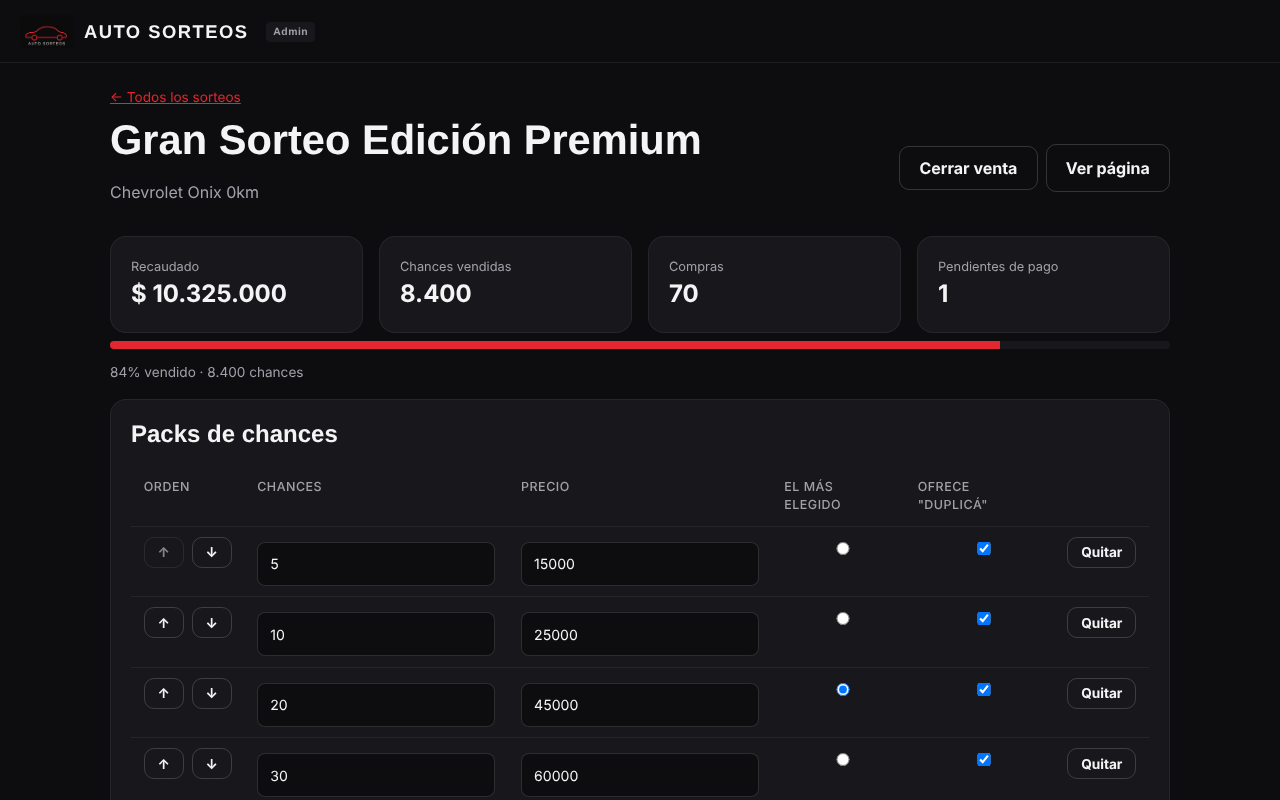 AUTO SORTEOS
AUTO SORTEOS
Admin
← Todos los sorteos
Gran Sorteo Edición Premium
Chevrolet Onix 0km
Cerrar venta
Ver página
Recaudado
$ 10.325.000
Chances vendidas
8.400
Compras
70
Pendientes de pago
1
84% vendido · 8.400 chances
Packs de chances
ORDEN
CHANCES
PRECIO
EL MÁS
ELEGIDO
OFRECE
"DUPLICÁ"
↑ ↓ 5 15000 Quitar
↑ ↓ 10 25000 Quitar
↑ ↓ 20 45000 Quitar
↑ ↓ 30 60000 Quitar